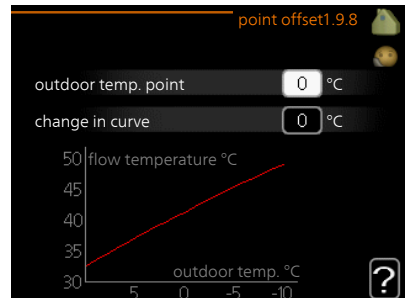 point offset1.9.8
outdoor temp. point 0 °C
change in curve 0 °C
50 flow temperature °C
45
40
35
outdoor temp. °C
30
5 0 -5 -10
?